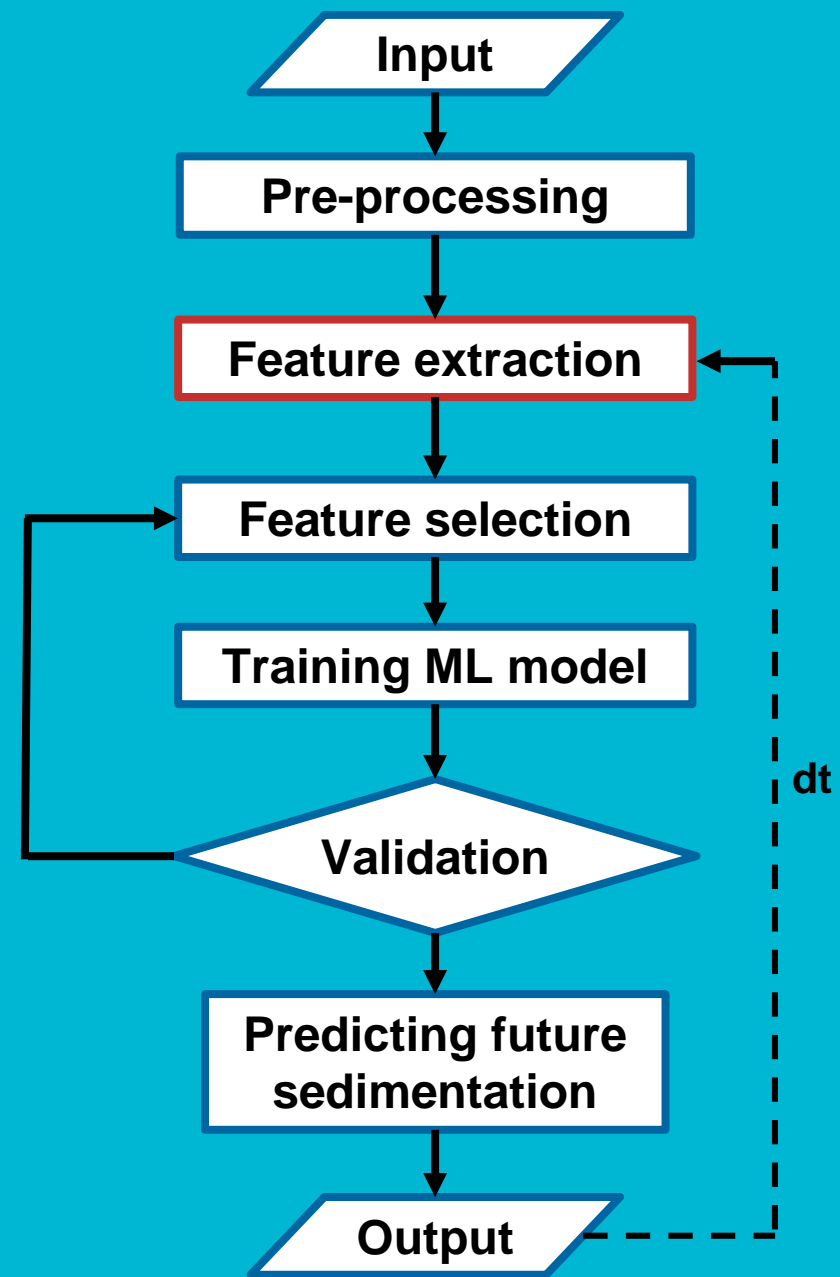 Input
Pre-processing
Feature extraction
Feature selection
Training ML model
dt
Validation
Predicting future
sedimentation
Output